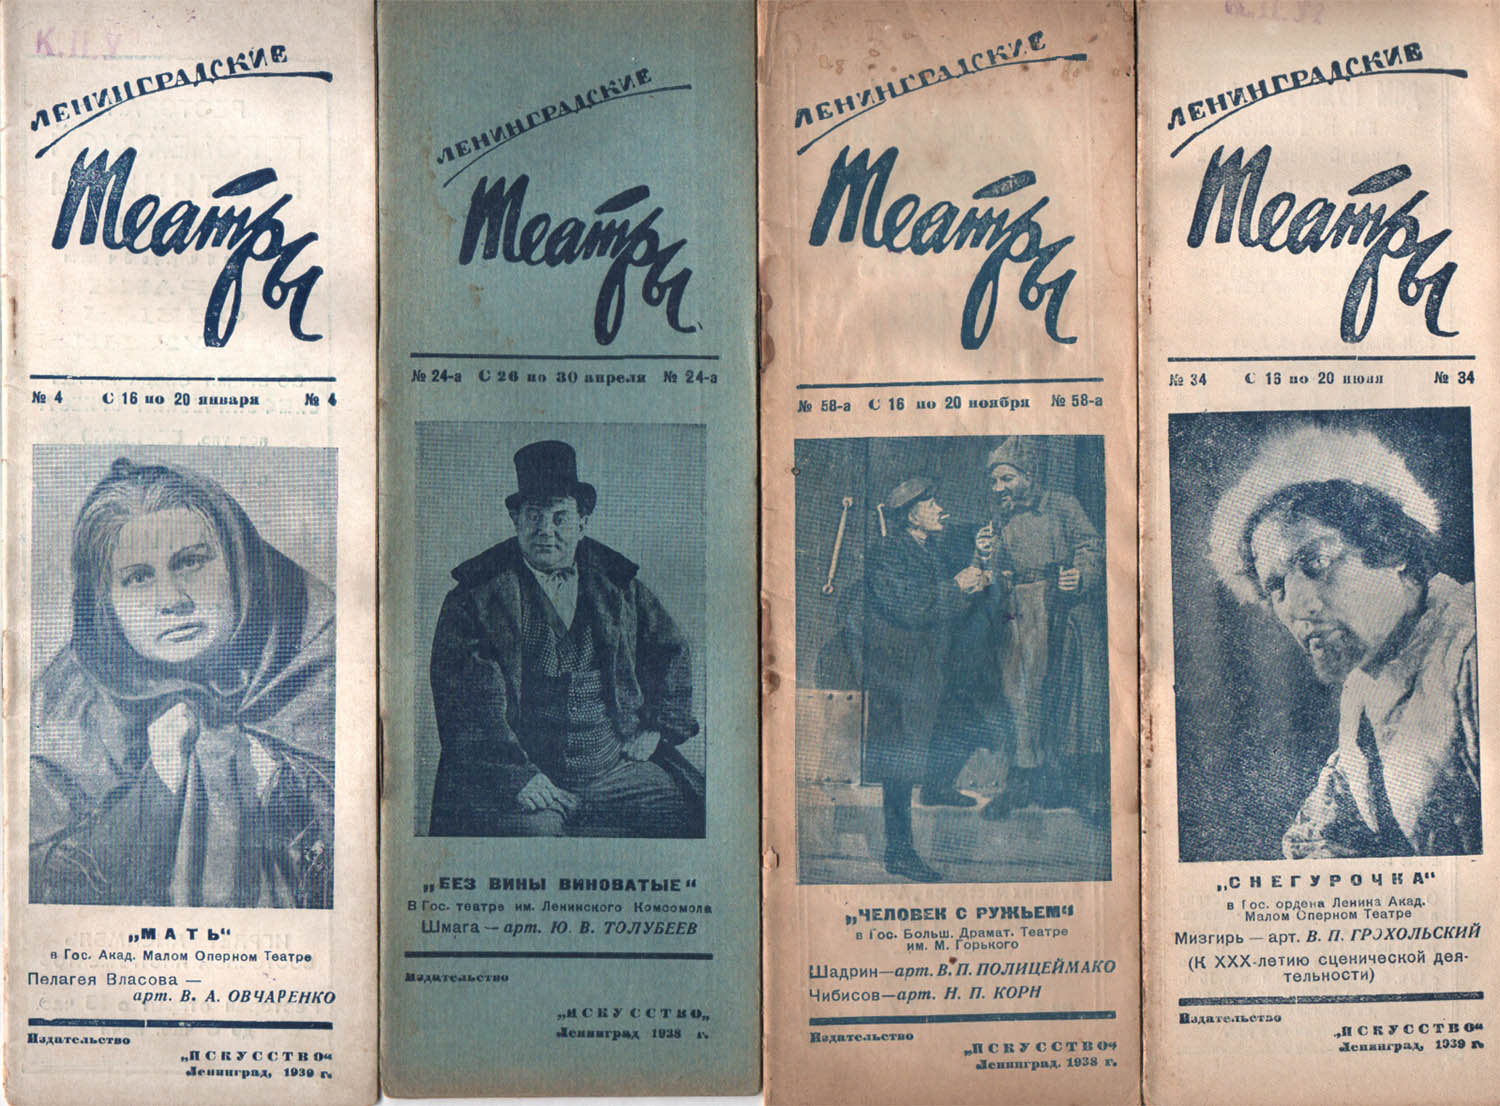 К.П.У
ЛЕНИНГРАДСКИЕ
Театры
№ 4 С 16 по 20 января № 4
„МАТЬ“
в Гос. Акад. Малом Оперном Театре
Пелагея Власова —
арт. В. А. ОВЧАРЕНКО
Издательство
„ИСКУССТВО“
Ленинград, 1939 г.
ЛЕНИНГРАДСКИЕ
Театры
№ 24-а С 26 по 30 апреля № 24-а
„БЕЗ ВИНЫ ВИНОВАТЫЕ“
В Гос. театре им. Ленинского Комсомола
Шмага — арт. Ю. В. ТОЛУБЕЕВ
Издательство
„ИСКУССТВО„
Ленинград 1938 г.
ЛЕНИНГРАДСКИЕ
Театры
№ 58-а С 16 по 20 ноября № 58-а
„ЧЕЛОВЕК С РУЖЬЕМ“
в Гос. Больш. Драмат. Театре
им. М. Горького
Шадрин—арт. В. П. ПОЛИЦЕЙМАКО
Чибисов—арт. Н. П. КОРН
Издательство
„ИСКУССТВО“
Ленинград. 1938 г.
К.П.У
ЛЕНИНГРАДСКИЕ
Театры
№ 34 С 16 по 20 июня № 34
„СНЕГУРОЧКА“
в Гос. ордена Ленина Акад.
Малом Оперном Театре
Мизгирь — арт. В. П. ГРОХОЛЬСКИЙ
(К XXX-летию сценической дея-
тельности)
Издательство
„ИСКУССТВО“
Ленинград, 1939 г.